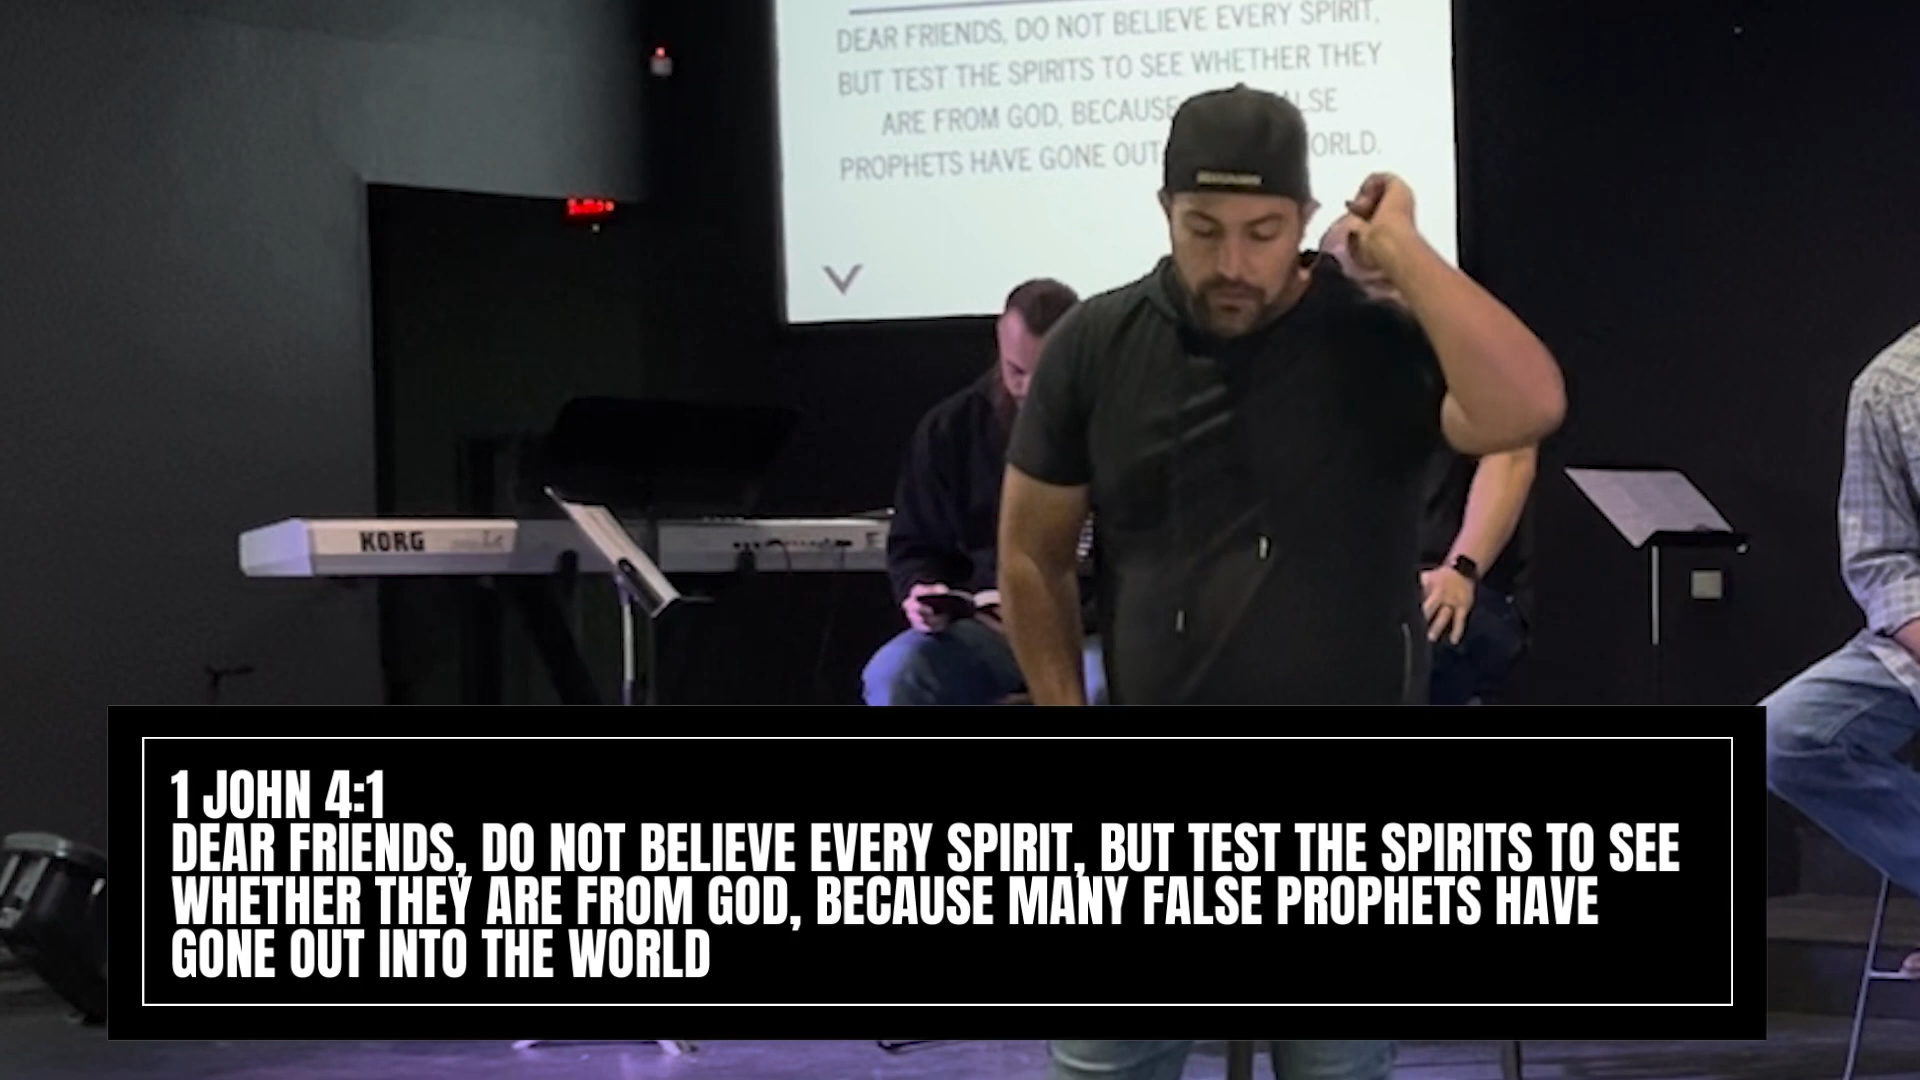 DEAR FRIENDS, DO NOT BELIEVE EVERY SPIRIT,
BUT TEST THE SPIRITS TO SEE WHETHER THEY
ARE FROM GOD, BECAUSE
PROPHETS HAVE GONE OUT
KORG
1 JOHN 4:1
DEAR FRIENDS, DO NOT BELIEVE EVERY SPIRIT, BUT TEST THE SPIRITS TO SEE
WHETHER THEY ARE FROM GOD, BECAUSE MANY FALSE PROPHETS HAVE
GONE OUT INTO THE WORLD